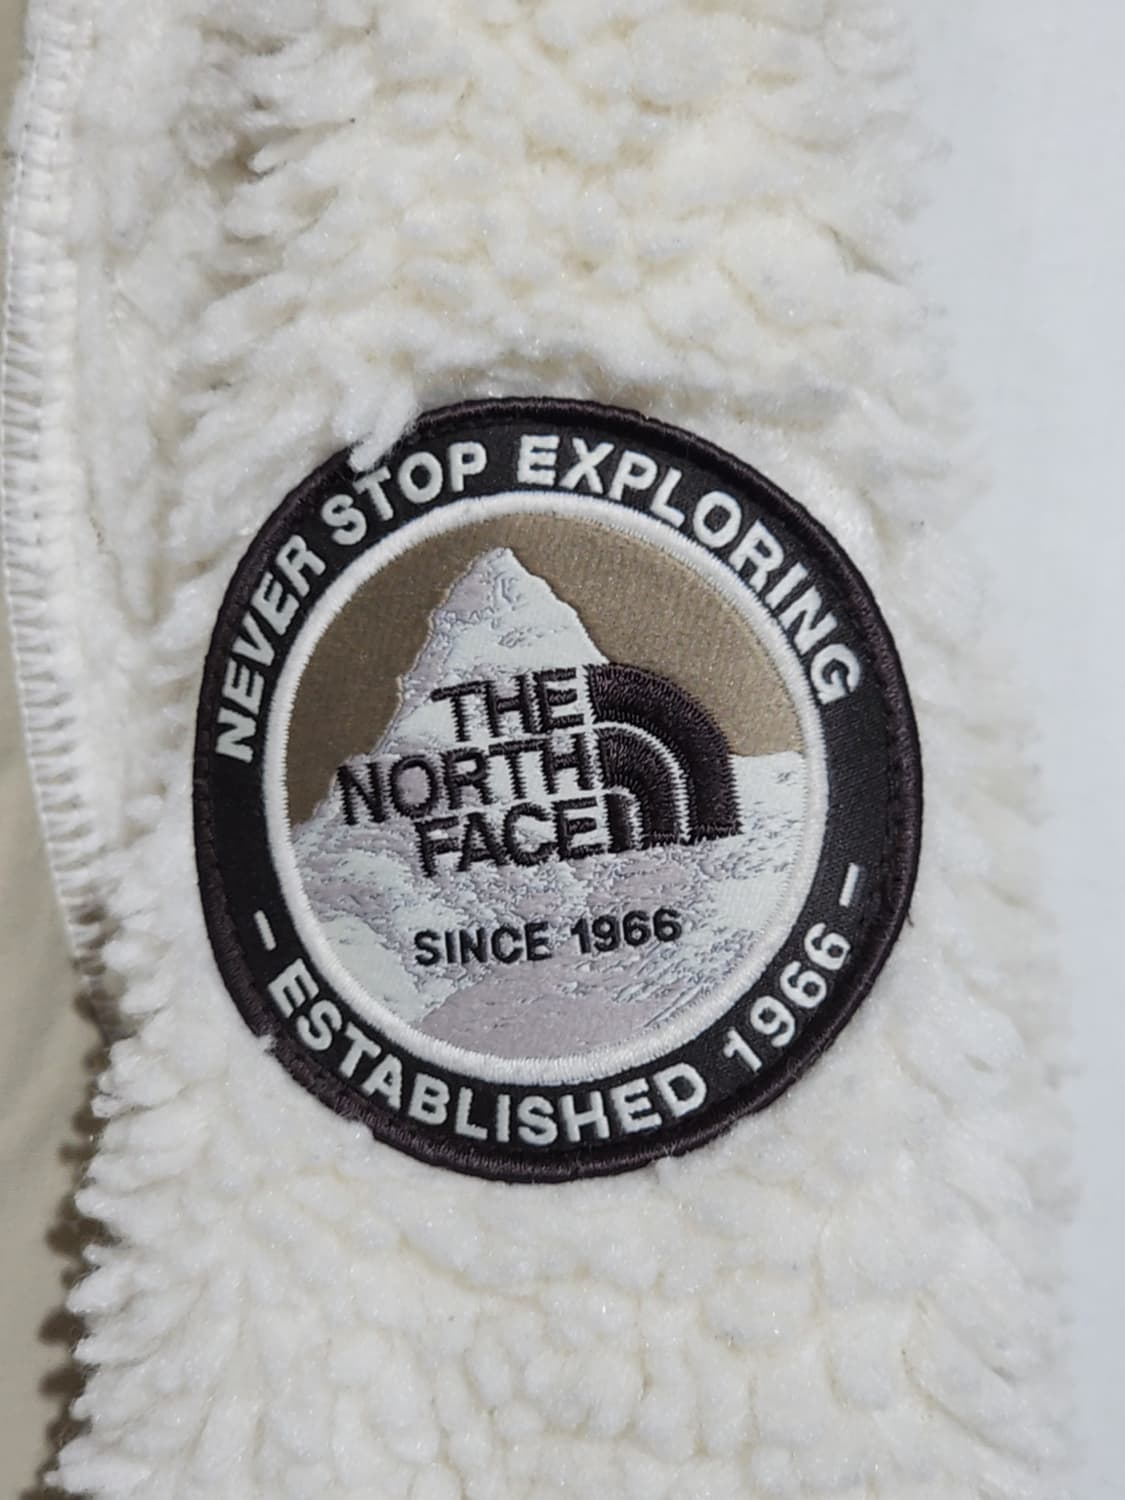 NEVER STOP EXPLORING
THE
NORTH
FACE
SINCE 1966
- ESTABLISHED 1966 -